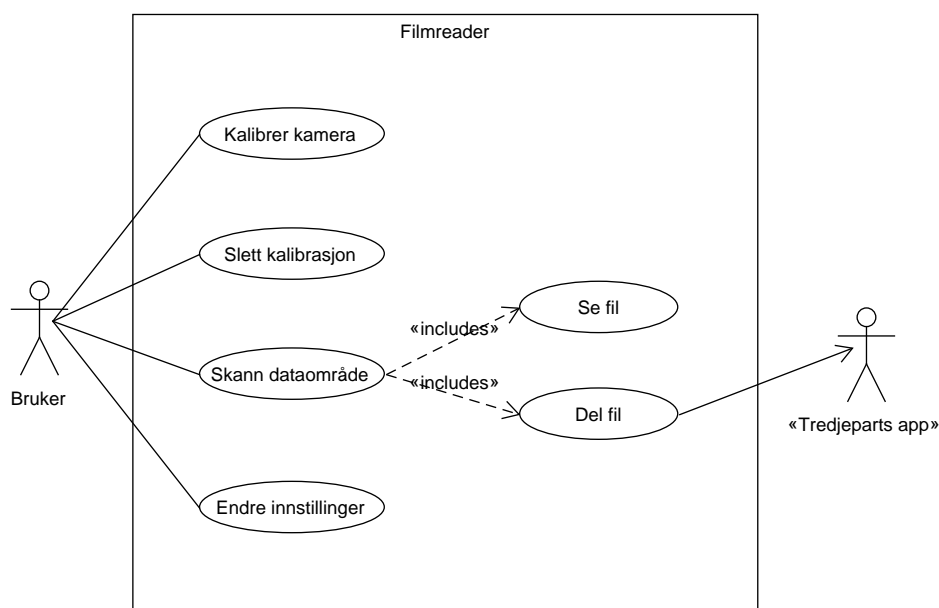 Filmreader
Kalibrer kamera
Slett kalibrasjon
Se fil
«includes»
Skann dataområde
«includes»
Del fil
Bruker
«Tredjeparts app»
Endre innstillinger